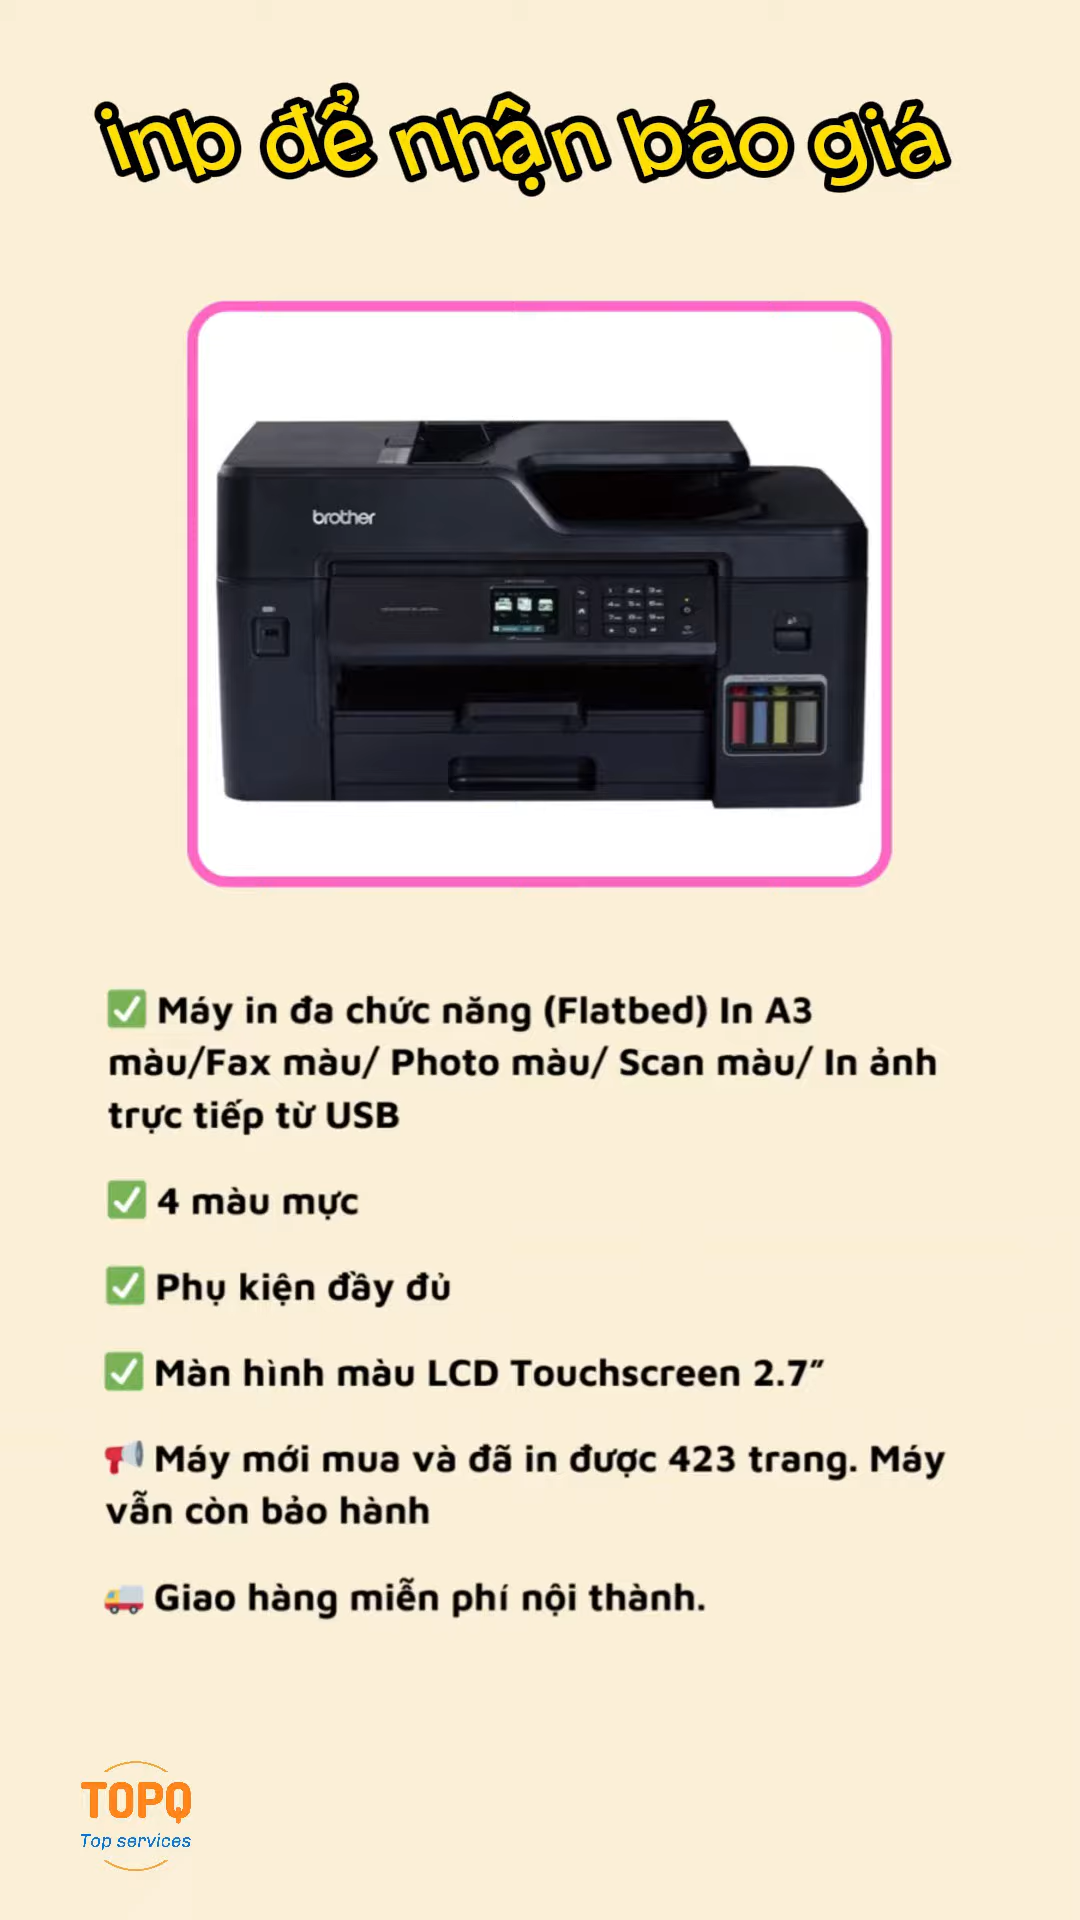 inb để nhận báo giá
brother
✅ Máy in đa chức năng (Flatbed) In A3
màu/Fax màu/ Photo màu/ Scan màu/ In ảnh
trực tiếp từ USB
✅ 4 màu mực
✅ Phụ kiện đầy đủ
✅ Màn hình màu LCD Touchscreen 2.7”
📢 Máy mới mua và đã in được 423 trang. Máy
vẫn còn bảo hành
🚚 Giao hàng miễn phí nội thành.
TOPQ
Top services